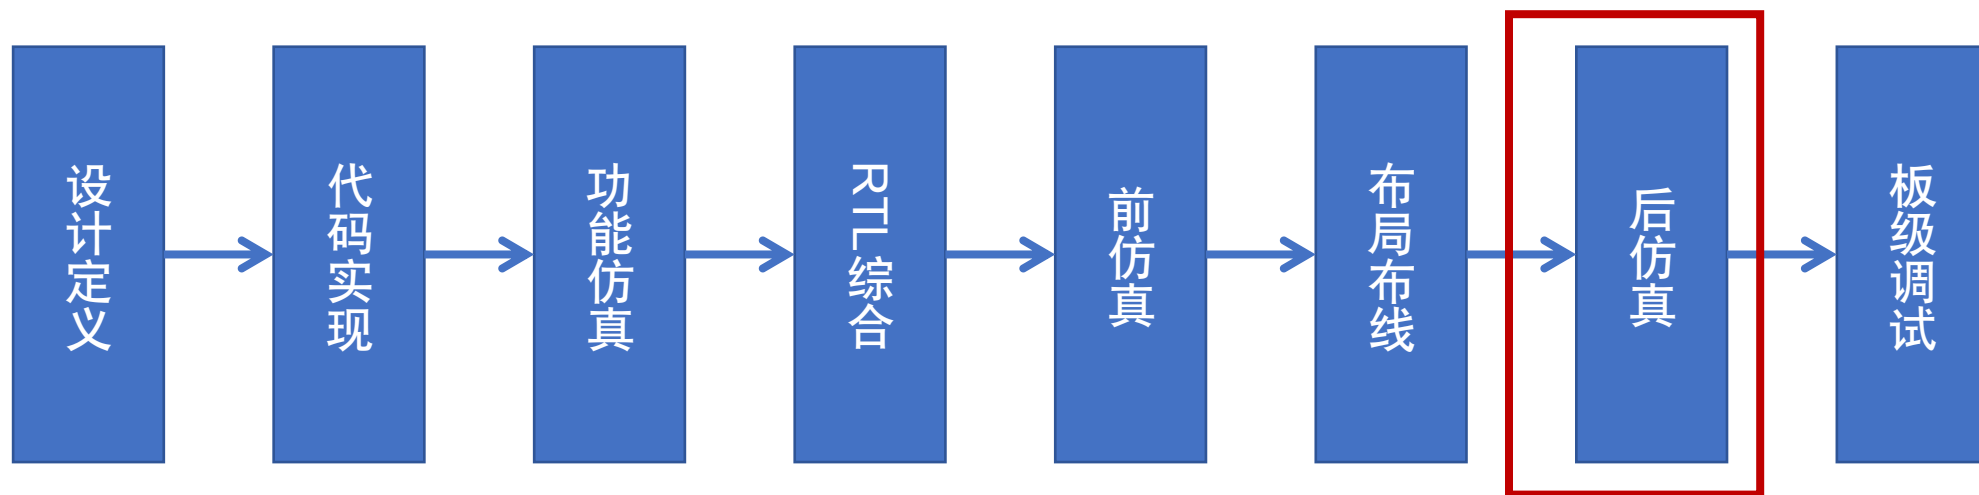 设计定义
代码实现
功能仿真
RTL综合
前仿真
布局布线
后仿真
板级调试